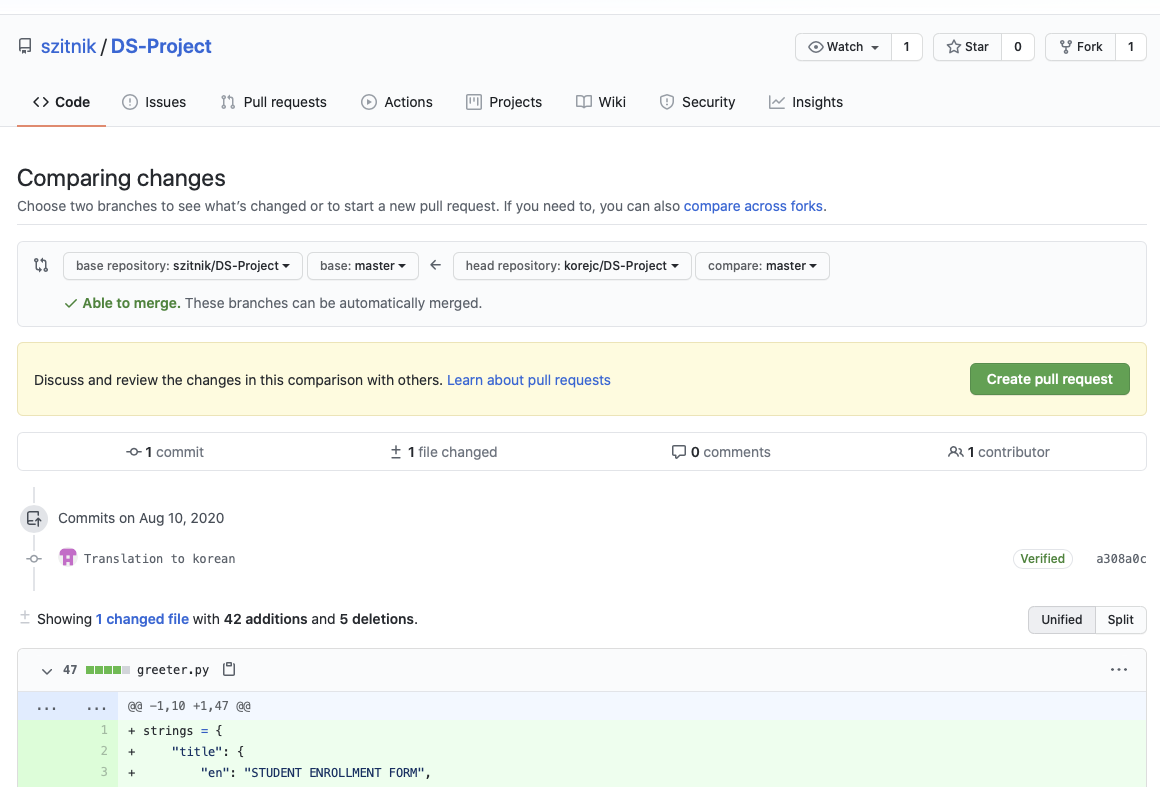 szitnik / DS-Project
Watch 1 Star 0 Fork 1
Code Issues Pull requests Actions Projects Wiki Security Insights
Comparing changes
Choose two branches to see what's changed or to start a new pull request. If you need to, you can also compare across forks.
base repository: szitnik/DS-Project base: master ← head repository: korejc/DS-Project compare: master
Able to merge. These branches can be automatically merged.
Discuss and review the changes in this comparison with others. Learn about pull requests Create pull request
1 commit 1 file changed 0 comments 1 contributor
Commits on Aug 10, 2020
Translation to korean Verified a308a0c
Showing 1 changed file with 42 additions and 5 deletions. Unified Split
47 greeter.py ...
... ... @@ -1,10 +1,47 @@
1 + strings = {
2 + "title": {
3 + "en": "STUDENT ENROLLMENT FORM",